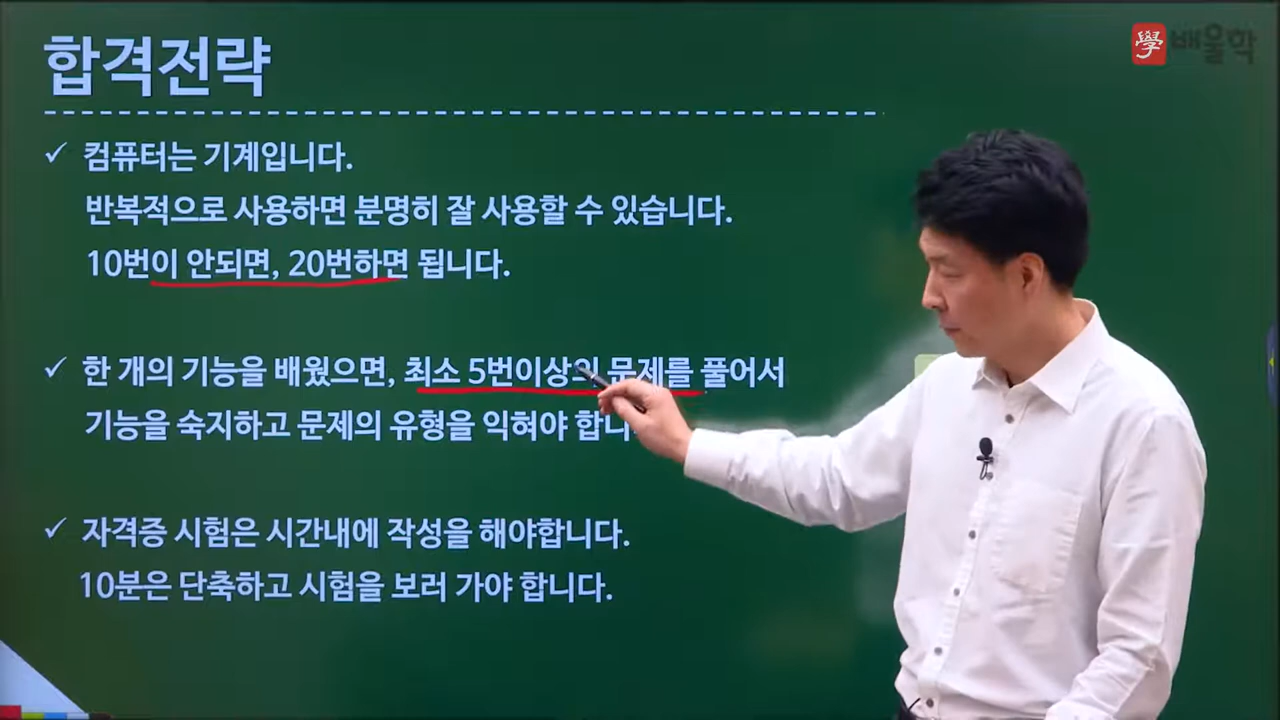 합격전략
學 배울학
✓ 컴퓨터는 기계입니다.
반복적으로 사용하면 분명히 잘 사용할 수 있습니다.
10번이 안되면, 20번하면 됩니다.
✓ 한 개의 기능을 배웠으면, 최소 5번이상의 문제를 풀어서
기능을 숙지하고 문제의 유형을 익혀야 합니
✓ 자격증 시험은 시간내에 작성을 해야합니다.
10분은 단축하고 시험을 보러 가야 합니다.